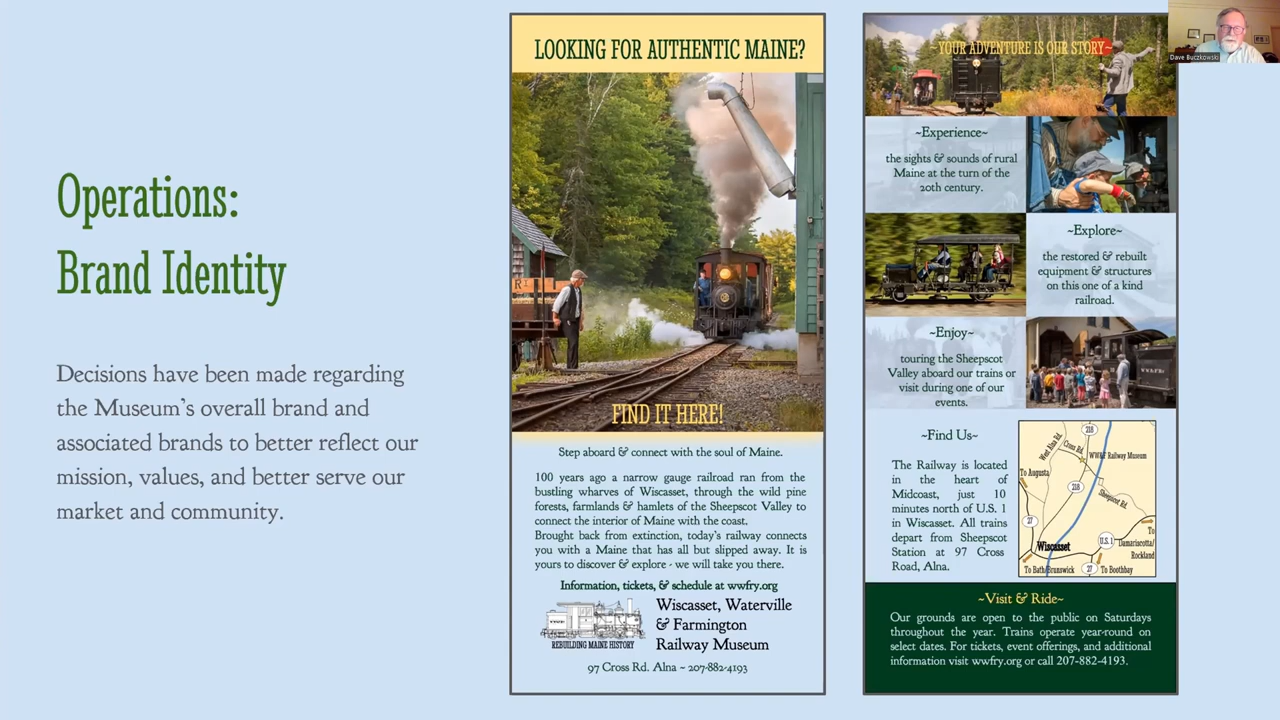 Operations:
Brand Identity
Decisions have been made regarding
the Museum's overall brand and
associated brands to better reflect our
mission, values, and better serve our
market and community.
LOOKING FOR AUTHENTIC MAINE?
FIND IT HERE!
Step aboard & connect with the soul of Maine.
100 years ago a narrow gauge railroad ran from the
bustling wharves of Wiscasset, through the wild pine
forests, farmlands & hamlets of the Sheepscot Valley to
connect the interior of Maine with the coast.
Brought back from extinction, today's railway connects
you with a Maine that has all but slipped away. It is
yours to discover & explore - we will take you there.
Information, tickets, & schedule at wwfry.org
REBUILDING MAINE HISTORY
Wiscasset, Waterville
& Farmington
Railway Museum
97 Cross Rd. Alna ~ 207-882-4193
~YOUR ADVENTURE IS OUR STORY~
~Experience~
the sights & sounds of rural
Maine at the turn of the
20th century.
~Explore~
the restored & rebuilt
equipment & structures
on this one of a kind
railroad.
~Enjoy~
touring the Sheepscot
Valley aboard our trains or
visit during one of our
events.
~Find Us~
The Railway is located
in the heart of
Midcoast, just 10
minutes north of U.S. 1
in Wiscasset. All trains
depart from Sheepscot
Station at 97 Cross
Road, Alna.
218
West Alna Rd.
Cross Rd.
WW&F Railway Museum
To Augusta
218
Sheepscot Rd.
27
Wiscasset
U.S. 1
To
Damariscotta/
Rockland
To Bath/Brunswick
27
To Boothbay
~Visit & Ride~
Our grounds are open to the public on Saturdays
throughout the year. Trains operate year-round on
select dates. For tickets, event offerings, and additional
information visit wwfry.org or call 207-882-4193.
Dave Buczkowski